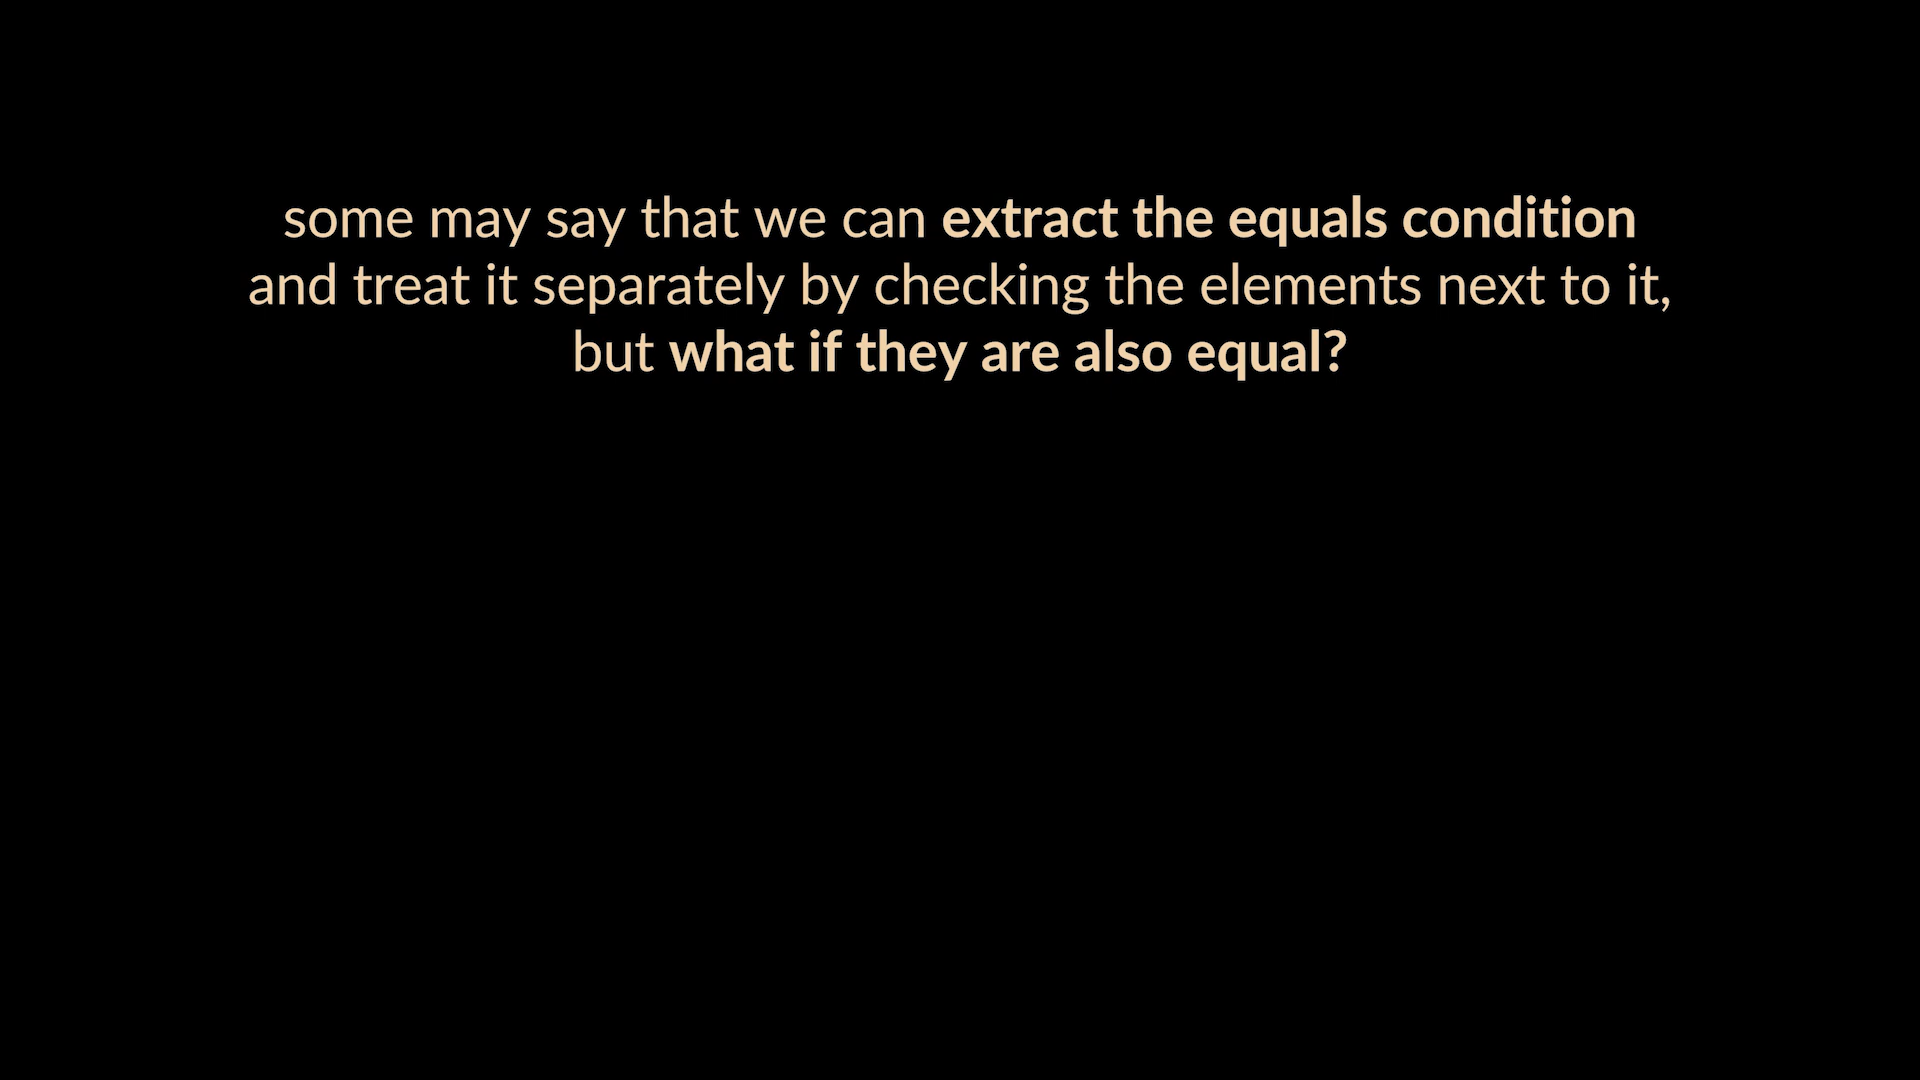 some may say that we can extract the equals condition
and treat it separately by checking the elements next to it,
but what if they are also equal?